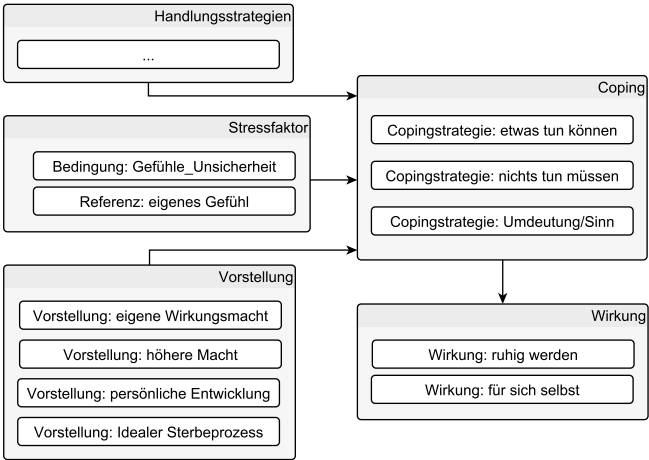 Handlungsstrategien
...
Stressfaktor
Bedingung: Gefühle_Unsicherheit
Referenz: eigenes Gefühl
Vorstellung
Vorstellung: eigene Wirkungsmacht
Vorstellung: höhere Macht
Vorstellung: persönliche Entwicklung
Vorstellung: Idealer Sterbeprozess
Coping
Copingstrategie: etwas tun können
Copingstrategie: nichts tun müssen
Copingstrategie: Umdeutung/Sinn
Wirkung
Wirkung: ruhig werden
Wirkung: für sich selbst